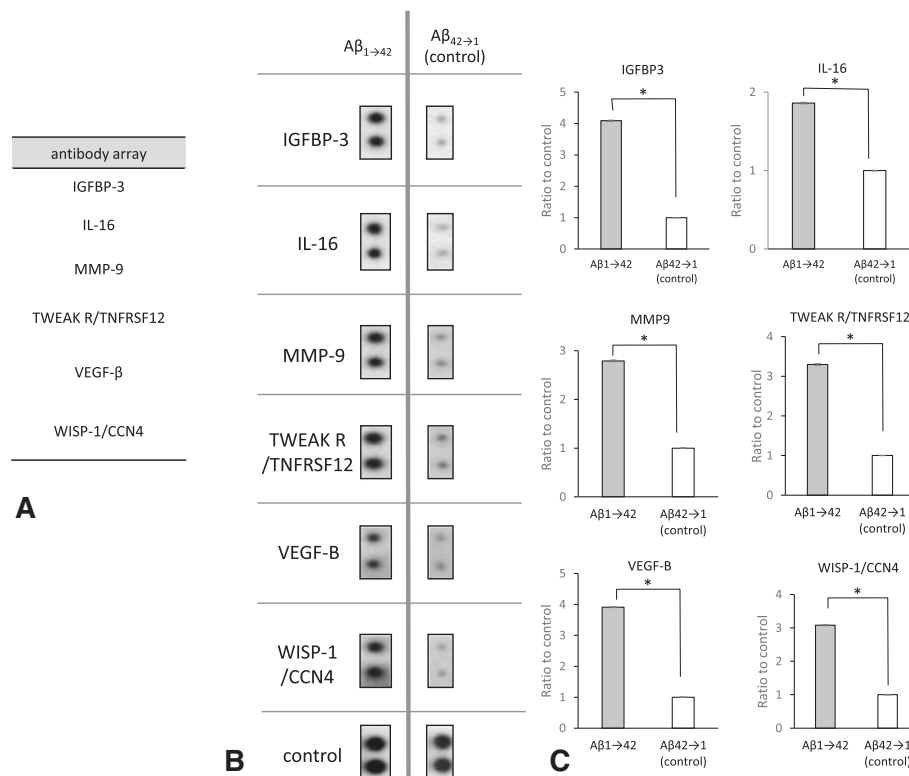 antibody array
IGFBP-3
IL-16
MMP-9
TWEAK R/TNFRSF12
VEGF-β
WISP-1/CCN4
A
Aβ1→42
Aβ42→1
(control)
IGFBP-3
IL-16
MMP-9
TWEAK R
/TNFRSF12
VEGF-B
WISP-1
/CCN4
control
B
IGFBP3
*
Ratio to control
5
4
3
2
1
0
Aβ1→42
Aβ42→1
(control)
IL-16
*
Ratio to control
2
1
0
Aβ1→42
Aβ42→1
(control)
MMP9
*
Ratio to control
3
2
1
0
Aβ1→42
Aβ42→1
(control)
TWEAK R/TNFRSF12
*
Ratio to control
4
3
2
1
0
Aβ1→42
Aβ42→1
(control)
VEGF-B
*
Ratio to control
5
4
3
2
1
0
Aβ1→42
Aβ42→1
(control)
WISP-1/CCN4
*
Ratio to control
4
3
2
1
0
Aβ1→42
Aβ42→1
(control)
C